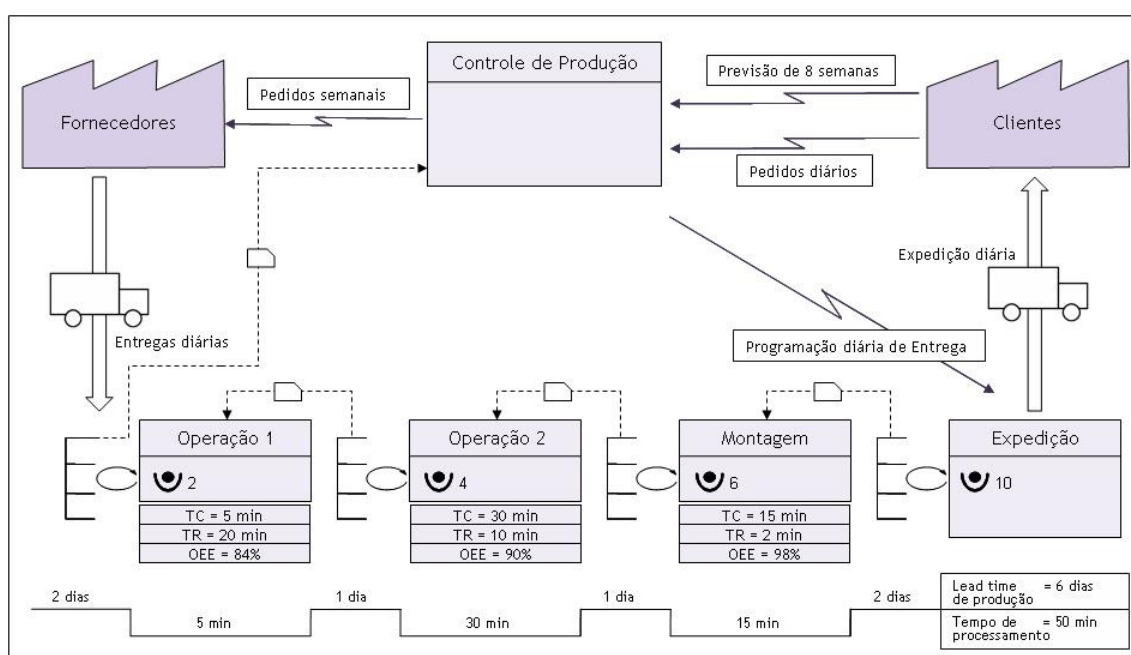 Controle de Produção
Previsão de 8 semanas
Pedidos semanais
Fornecedores
Clientes
Pedidos diários
Expedição diária
Entregas diárias
Programação diária de Entrega
Operação 1
2
TC = 5 min
TR = 20 min
OEE = 84%
Operação 2
4
TC = 30 min
TR = 10 min
OEE = 90%
Montagem
6
TC = 15 min
TR = 2 min
OEE = 98%
Expedição
10
2 dias
5 min
1 dia
30 min
1 dia
15 min
2 dias
Lead time = 6 dias
de produção
Tempo de = 50 min
processamento